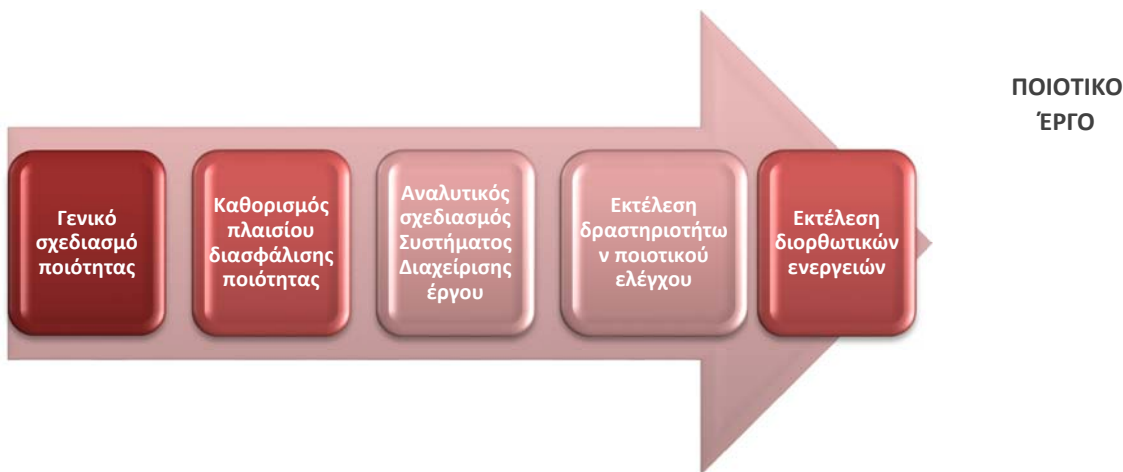 Γενικό
σχεδιασμό
ποιότητας
Καθορισμός
πλαισίου
διασφάλισης
ποιότητας
Αναλυτικός
σχεδιασμός
Συστήματος
Διαχείρισης
έργου
Εκτέλεση
δραστηριοτήτω
ν ποιοτικού
ελέγχου
Εκτέλεση
διορθωτικών
ενεργειών
ΠΟΙΟΤΙΚΟ
ΈΡΓΟ